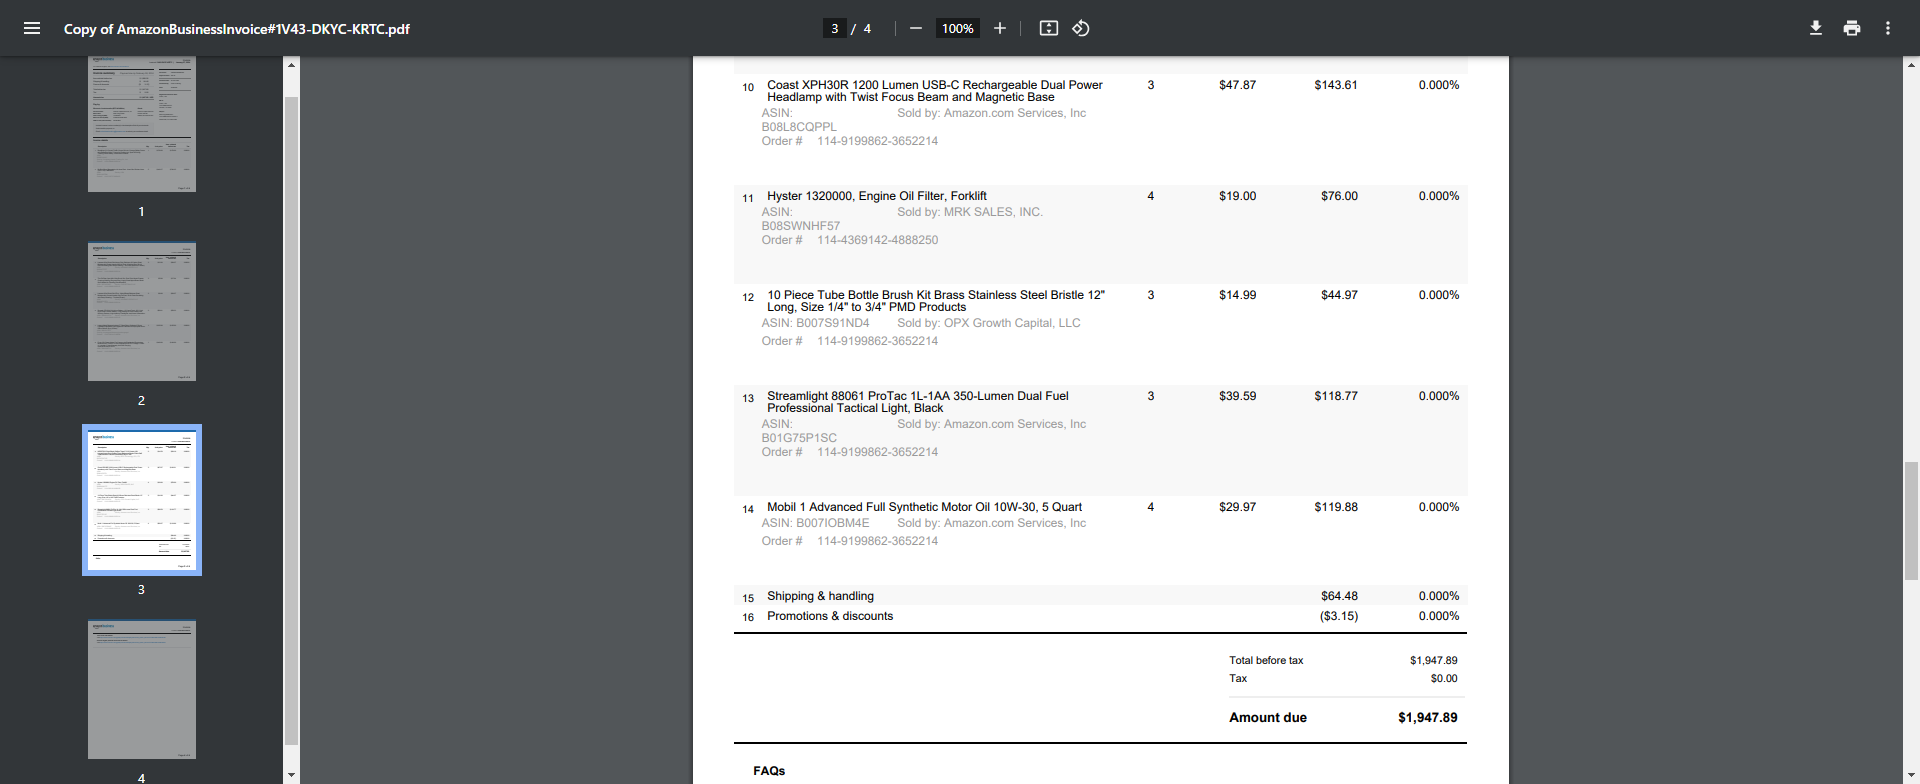 Copy of AmazonBusinessInvoice#1V43-DKYC-KRTC.pdf
3 / 4
100%
1
2
3
4
10 Coast XPH30R 1200 Lumen USB-C Rechargeable Dual Power 3 $47.87 $143.61 0.000%
Headlamp with Twist Focus Beam and Magnetic Base
ASIN: Sold by: Amazon.com Services, Inc
B08L8CQPPL
Order # 114-9199862-3652214
11 Hyster 1320000, Engine Oil Filter, Forklift 4 $19.00 $76.00 0.000%
ASIN: Sold by: MRK SALES, INC.
B08SWNHF57
Order # 114-4369142-4888250
12 10 Piece Tube Bottle Brush Kit Brass Stainless Steel Bristle 12" 3 $14.99 $44.97 0.000%
Long, Size 1/4" to 3/4" PMD Products
ASIN: B007S91ND4 Sold by: OPX Growth Capital, LLC
Order # 114-9199862-3652214
13 Streamlight 88061 ProTac 1L-1AA 350-Lumen Dual Fuel 3 $39.59 $118.77 0.000%
Professional Tactical Light, Black
ASIN: Sold by: Amazon.com Services, Inc
B01G75P1SC
Order # 114-9199862-3652214
14 Mobil 1 Advanced Full Synthetic Motor Oil 10W-30, 5 Quart 4 $29.97 $119.88 0.000%
ASIN: B007IOBM4E Sold by: Amazon.com Services, Inc
Order # 114-9199862-3652214
15 Shipping & handling $64.48 0.000%
16 Promotions & discounts ($3.15) 0.000%
Total before tax $1,947.89
Tax $0.00
Amount due $1,947.89
FAQs